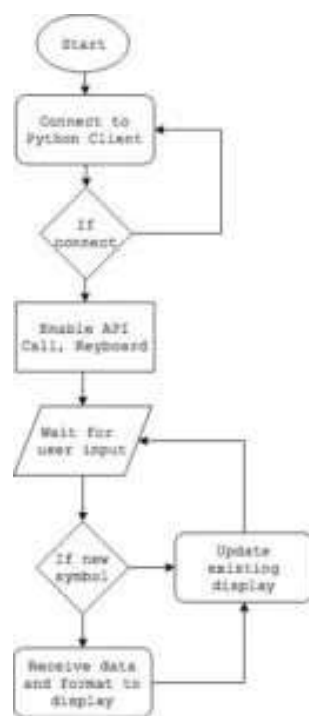 Start
Connect to
Python Client
If
connect
Enable API
Call, Keyboard
Wait for
user input
If new
symbol
Update
existing
display
Receive data
and format to
display